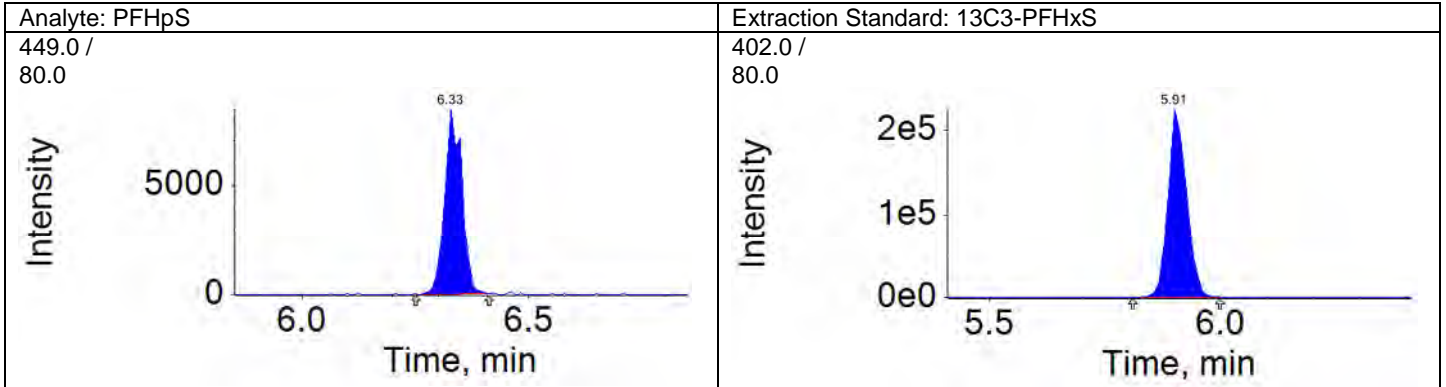 Analyte: PFHpS
Extraction Standard: 13C3-PFHxS
449.0 /
80.0
6.33
Intensity
5000
0
6.0
6.5
Time, min
402.0 /
80.0
5.91
Intensity
2e5
1e5
0e0
5.5
6.0
Time, min